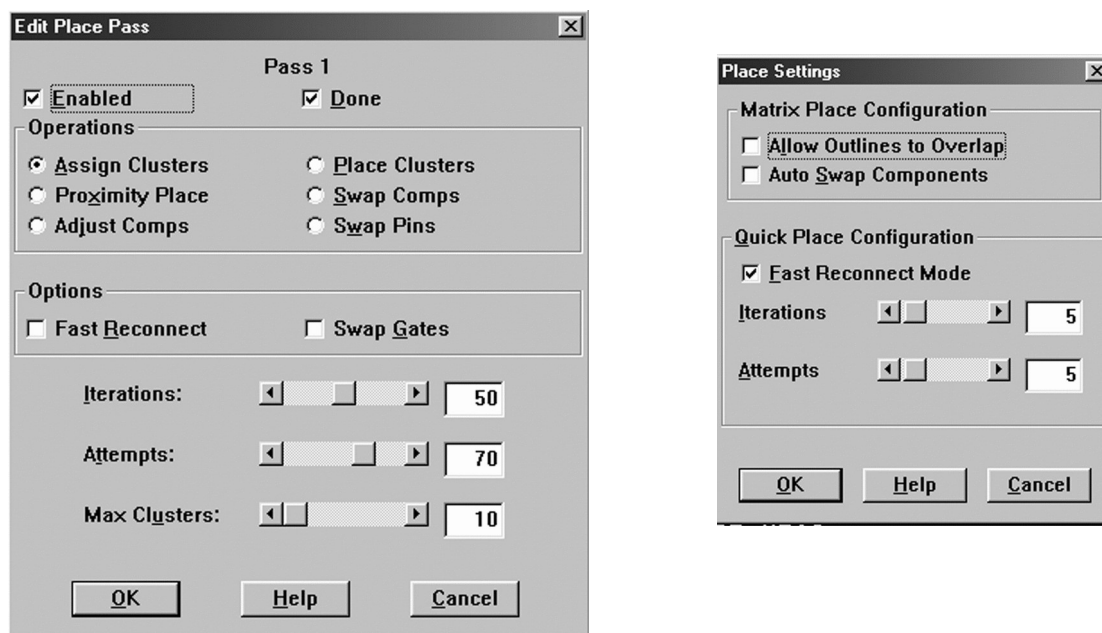 Edit Place Pass
Pass 1
Enabled
Done
Operations
Assign Clusters
Place Clusters
Proximity Place
Swap Comps
Adjust Comps
Swap Pins
Options
Fast Reconnect
Swap Gates
Iterations:
50
Attempts:
70
Max Clusters:
10
OK
Help
Cancel
Place Settings
Matrix Place Configuration
Allow Outlines to Overlap
Auto Swap Components
Quick Place Configuration
Fast Reconnect Mode
Iterations
5
Attempts
5
OK
Help
Cancel